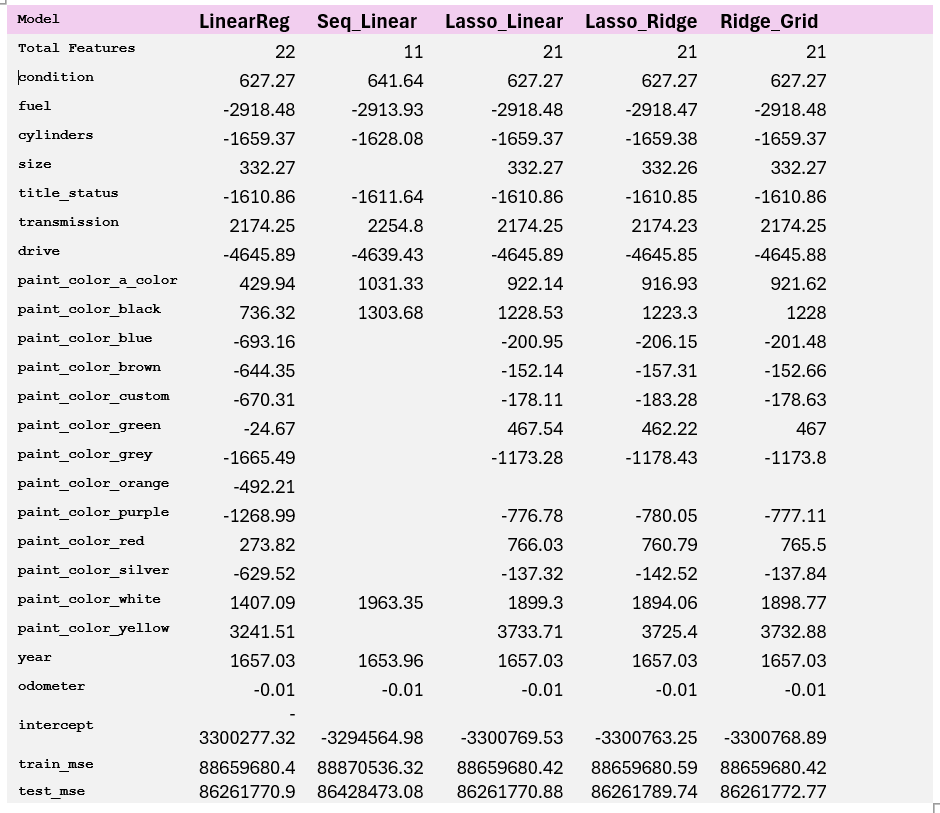 Model LinearReg Seq_Linear Lasso_Linear Lasso_Ridge Ridge_Grid
Total Features 22 11 21 21 21
condition 627.27 641.64 627.27 627.27 627.27
fuel -2918.48 -2913.93 -2918.48 -2918.47 -2918.48
cylinders -1659.37 -1628.08 -1659.37 -1659.38 -1659.37
size 332.27 332.27 332.26 332.27
title_status -1610.86 -1611.64 -1610.86 -1610.85 -1610.86
transmission 2174.25 2254.8 2174.25 2174.23 2174.25
drive -4645.89 -4639.43 -4645.89 -4645.85 -4645.88
paint_color_a_color 429.94 1031.33 922.14 916.93 921.62
paint_color_black 736.32 1303.68 1228.53 1223.3 1228
paint_color_blue -693.16 -200.95 -206.15 -201.48
paint_color_brown -644.35 -152.14 -157.31 -152.66
paint_color_custom -670.31 -178.11 -183.28 -178.63
paint_color_green -24.67 467.54 462.22 467
paint_color_grey -1665.49 -1173.28 -1178.43 -1173.8
paint_color_orange -492.21
paint_color_purple -1268.99 -776.78 -780.05 -777.11
paint_color_red 273.82 766.03 760.79 765.5
paint_color_silver -629.52 -137.32 -142.52 -137.84
paint_color_white 1407.09 1963.35 1899.3 1894.06 1898.77
paint_color_yellow 3241.51 3733.71 3725.4 3732.88
year 1657.03 1653.96 1657.03 1657.03 1657.03
odometer -0.01 -0.01 -0.01 -0.01 -0.01
intercept -
3300277.32 -3294564.98 -3300769.53 -3300763.25 -3300768.89
train_mse 88659680.4 88870536.32 88659680.42 88659680.59 88659680.42
test_mse 86261770.9 86428473.08 86261770.88 86261789.74 86261772.77